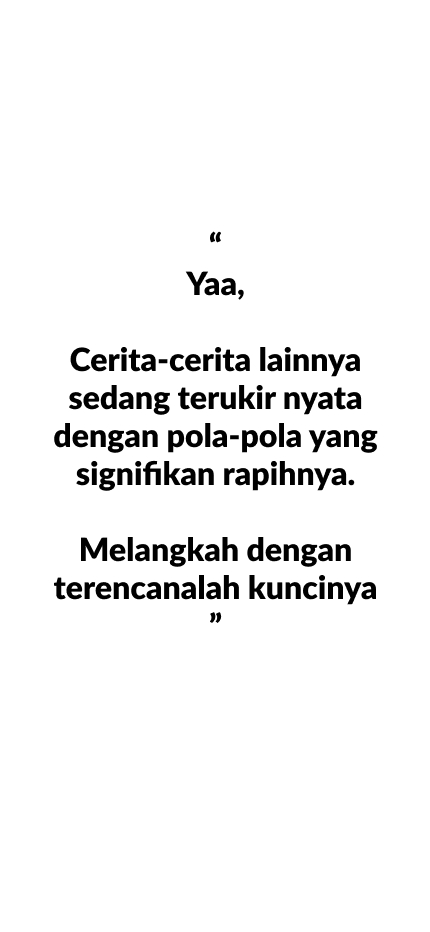 “
Yaa,
Cerita-cerita lainnya
sedang terukir nyata
dengan pola-pola yang
signifikan rapihnya.
Melangkah dengan
terencanalah kuncinya
”